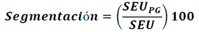 Segmentación = (SEU_PG / SEU) 100